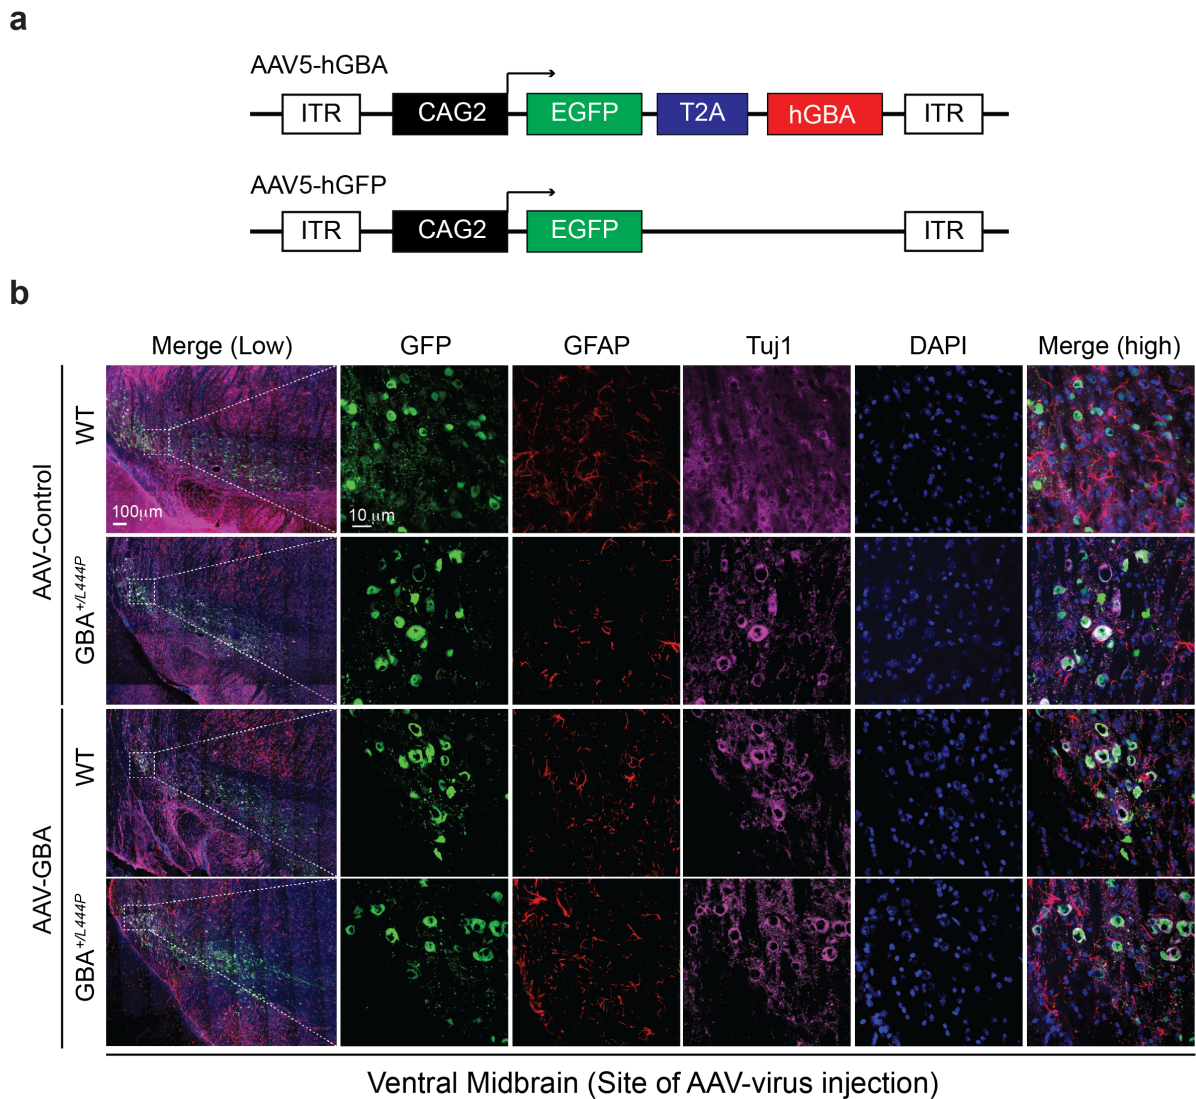 a
AAV5-hGBA
ITR CAG2 EGFP T2A hGBA ITR
AAV5-hGFP
ITR CAG2 EGFP ITR
b
Merge (Low) GFP GFAP Tuj1 DAPI Merge (high)
AAV-Control
WT
100μm
10 μm
GBA+/L444P
AAV-GBA
WT
GBA+/L444P
Ventral Midbrain (Site of AAV-virus injection)